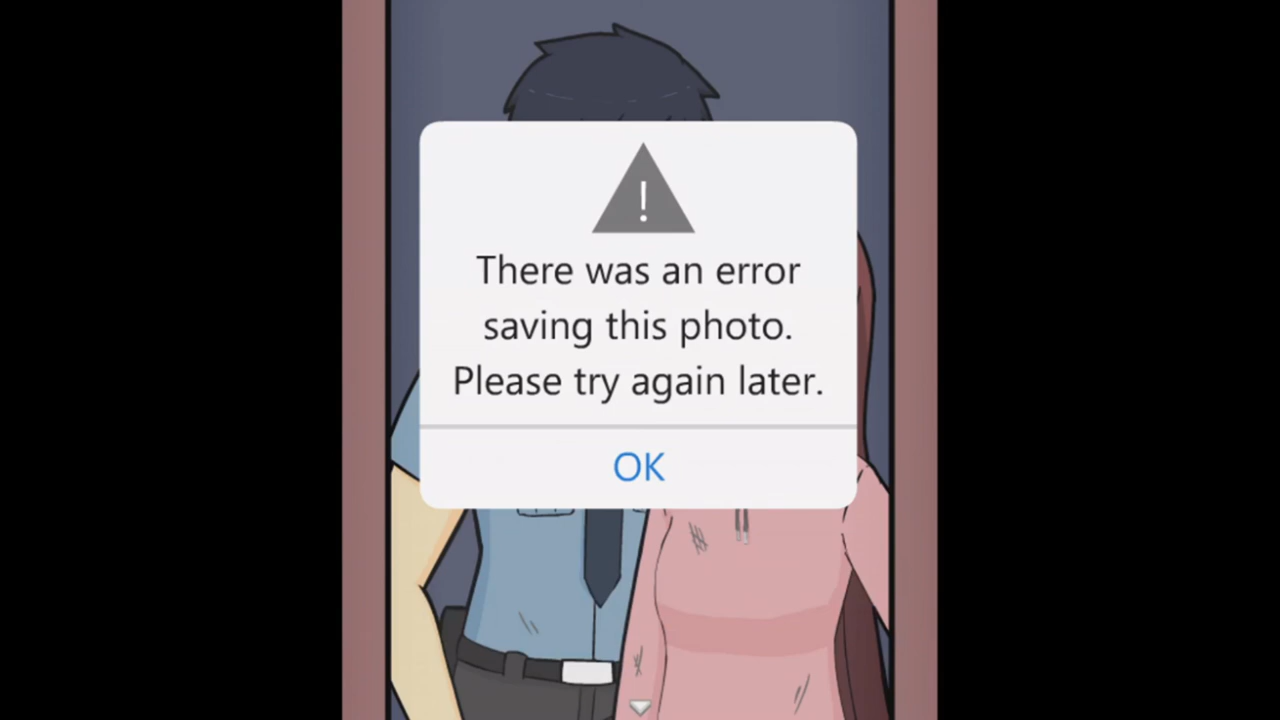 !
There was an error
saving this photo.
Please try again later.
OK